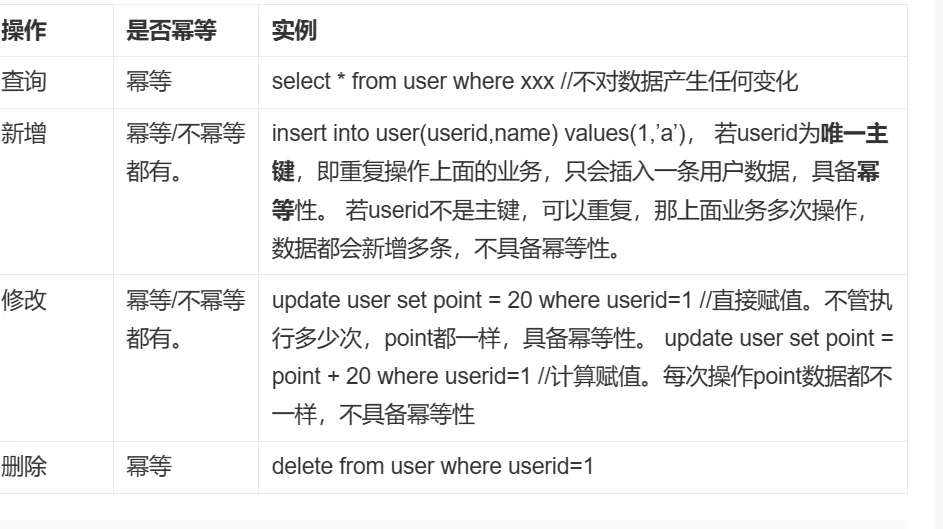 操作 是否幂等 实例
查询 幂等 select * from user where xxx //不对数据产生任何变化
新增 幂等/不幂等 insert into user(userid,name) values(1,’a’)， 若userid为唯一主
都有。 键，即重复操作上面的业务，只会插入一条用户数据，具备幂
等性。 若userid不是主键，可以重复，那上面业务多次操作，
数据都会新增多条，不具备幂等性。
修改 幂等/不幂等 update user set point = 20 where userid=1 //直接赋值。不管执
都有。 行多少次，point都一样，具备幂等性。 update user set point =
point + 20 where userid=1 //计算赋值。每次操作point数据都不
一样，不具备幂等性
删除 幂等 delete from user where userid=1